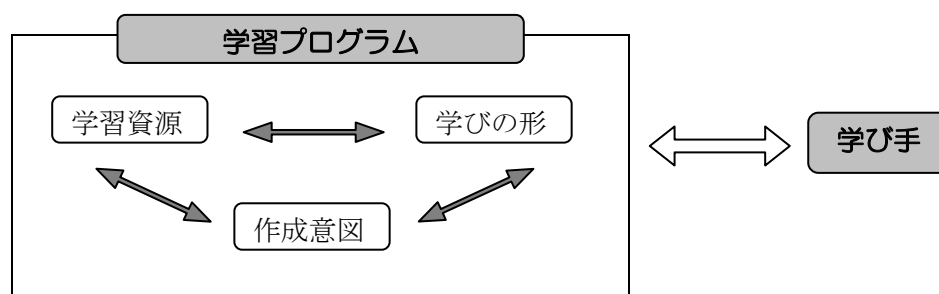 学習プログラム
学習資源
学びの形
学び手
作成意図